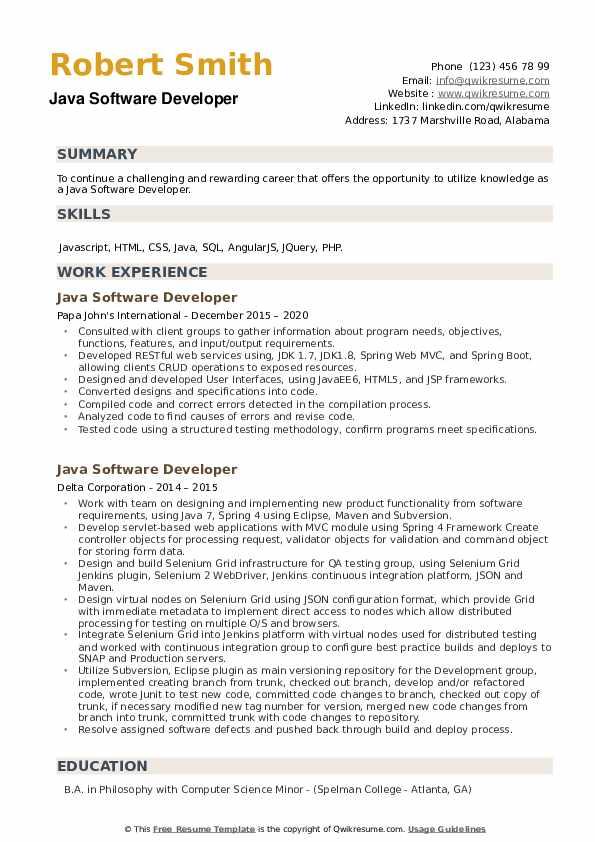 Robert Smith
Java Software Developer
Phone (123) 456 78 99
Email: info@qwikresume.com
Website : www.qwikresume.com
LinkedIn: linkedin.com/qwikresume
Address: 1737 Marshville Road, Alabama
SUMMARY
To continue a challenging and rewarding career that offers the opportunity to utilize knowledge as
a Java Software Developer.
SKILLS
Javascript, HTML, CSS, Java, SQL, AngularJS, JQuery, PHP.
WORK EXPERIENCE
Java Software Developer
Papa John's International - December 2015 – 2020
• Consulted with client groups to gather information about program needs, objectives,
functions, features, and input/output requirements.
• Developed RESTful web services using, JDK 1.7, JDK1.8, Spring Web MVC, and Spring Boot,
allowing clients CRUD operations to exposed resources.
• Designed and developed User Interfaces, using JavaEE6, HTML5, and JSP frameworks.
• Converted designs and specifications into code.
• Compiled code and correct errors detected in the compilation process.
• Analyzed code to find causes of errors and revise code.
• Tested code using a structured testing methodology, confirm programs meet specifications.
Java Software Developer
Delta Corporation - 2014 – 2015
• Work with team on designing and implementing new product functionality from software
requirements, using Java 7, Spring 4 using Eclipse, Maven and Subversion.
• Develop servlet-based web applications with MVC module using Spring 4 Framework Create
controller objects for processing request, validator objects for validation and command object
for storing form data.
• Design and build Selenium Grid infrastructure for QA testing group, using Selenium Grid
Jenkins plugin, Selenium 2 WebDriver, Jenkins continuous integration platform, JSON and
Maven.
• Design virtual nodes on Selenium Grid using JSON configuration format, which provide Grid
with immediate metadata to implement direct access to nodes which allow distributed
processing for testing on multiple O/S and browsers.
• Integrate Selenium Grid into Jenkins platform with virtual nodes used for distributed testing
and worked with continuous integration group to configure best practice builds and deploys to
SNAP and Production servers.
• Utilize Subversion, Eclipse plugin as main versioning repository for the Development group,
implemented creating branch from trunk, checked out branch, develop and/or refactored
code, wrote Junit to test new code, committed code changes to branch, checked out copy of
trunk, if necessary modified new tag number for version, merged new code changes from
branch into trunk, committed trunk with code changes to repository.
• Resolve assigned software defects and pushed back through build and deploy process.
EDUCATION
B.A. in Philosophy with Computer Science Minor - (Spelman College - Atlanta, GA)
© This Free Resume Template is the copyright of Qwikresume.com. Usage Guidelines